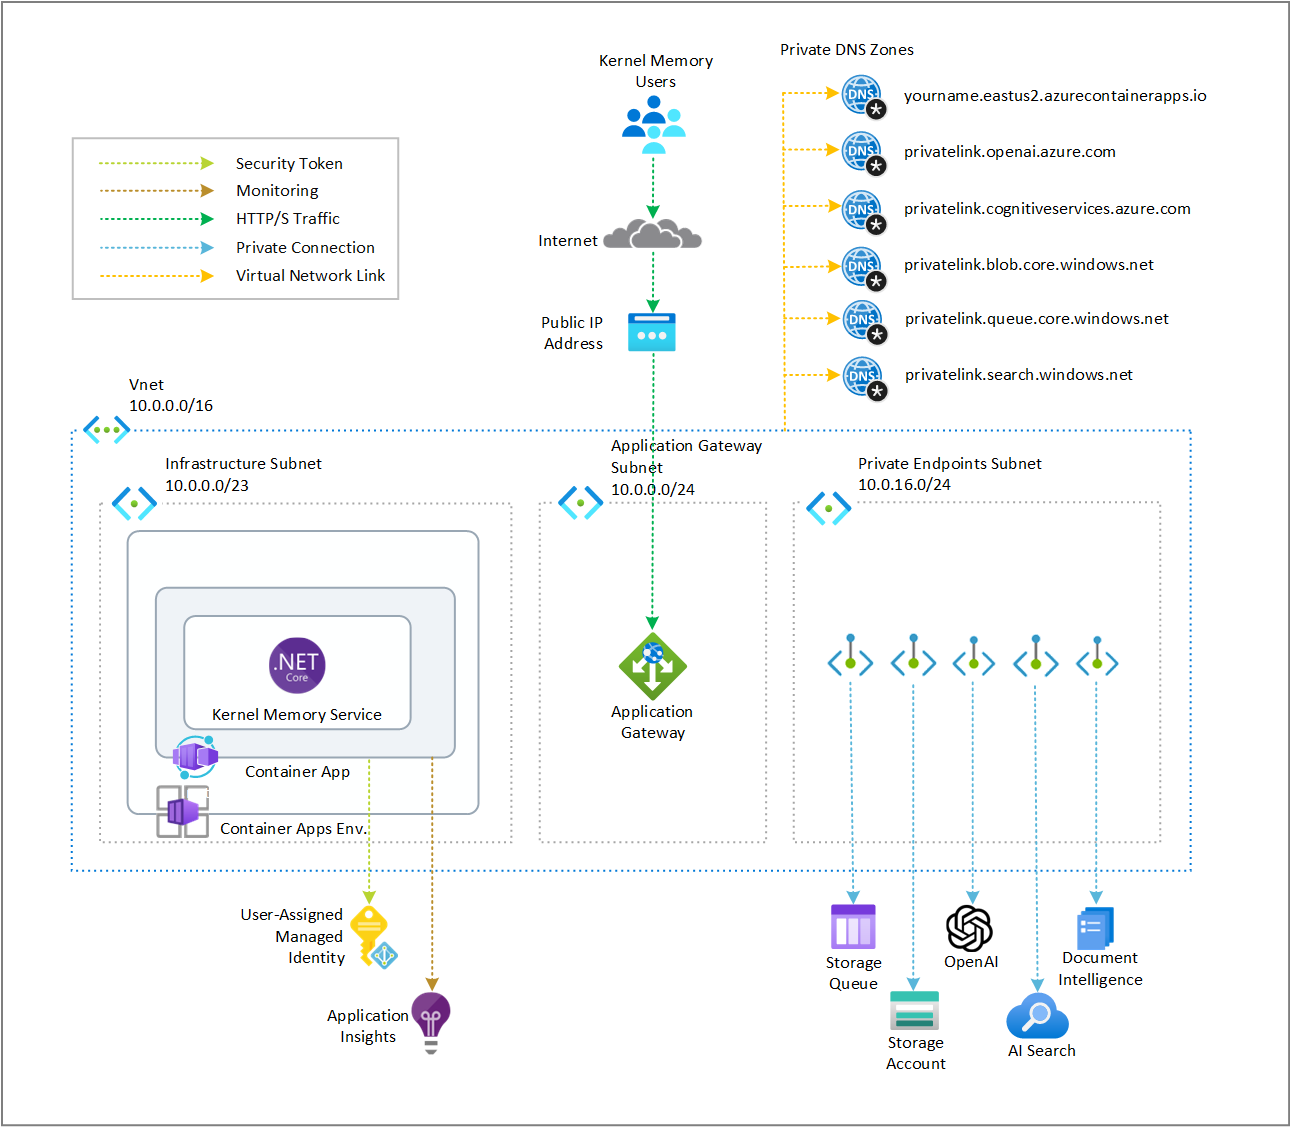 Kernel Memory
Users
Private DNS Zones
DNS
*
yourname.eastus2.azurecontainerapps.io
DNS
*
privatelink.openai.azure.com
DNS
*
privatelink.cognitiveservices.azure.com
DNS
*
privatelink.blob.core.windows.net
DNS
*
privatelink.queue.core.windows.net
DNS
*
privatelink.search.windows.net
Security Token
Monitoring
HTTP/S Traffic
Private Connection
Virtual Network Link
Internet
Public IP
Address
Vnet
10.0.0.0/16
Infrastructure Subnet
10.0.0.0/23
Application Gateway
Subnet
10.0.0.0/24
Private Endpoints Subnet
10.0.16.0/24
.NET
Core
Kernel Memory Service
Container App
Container Apps Env.
Application
Gateway
User-Assigned
Managed
Identity
Application
Insights
Storage
Queue
Storage
Account
OpenAI
AI Search
Document
Intelligence